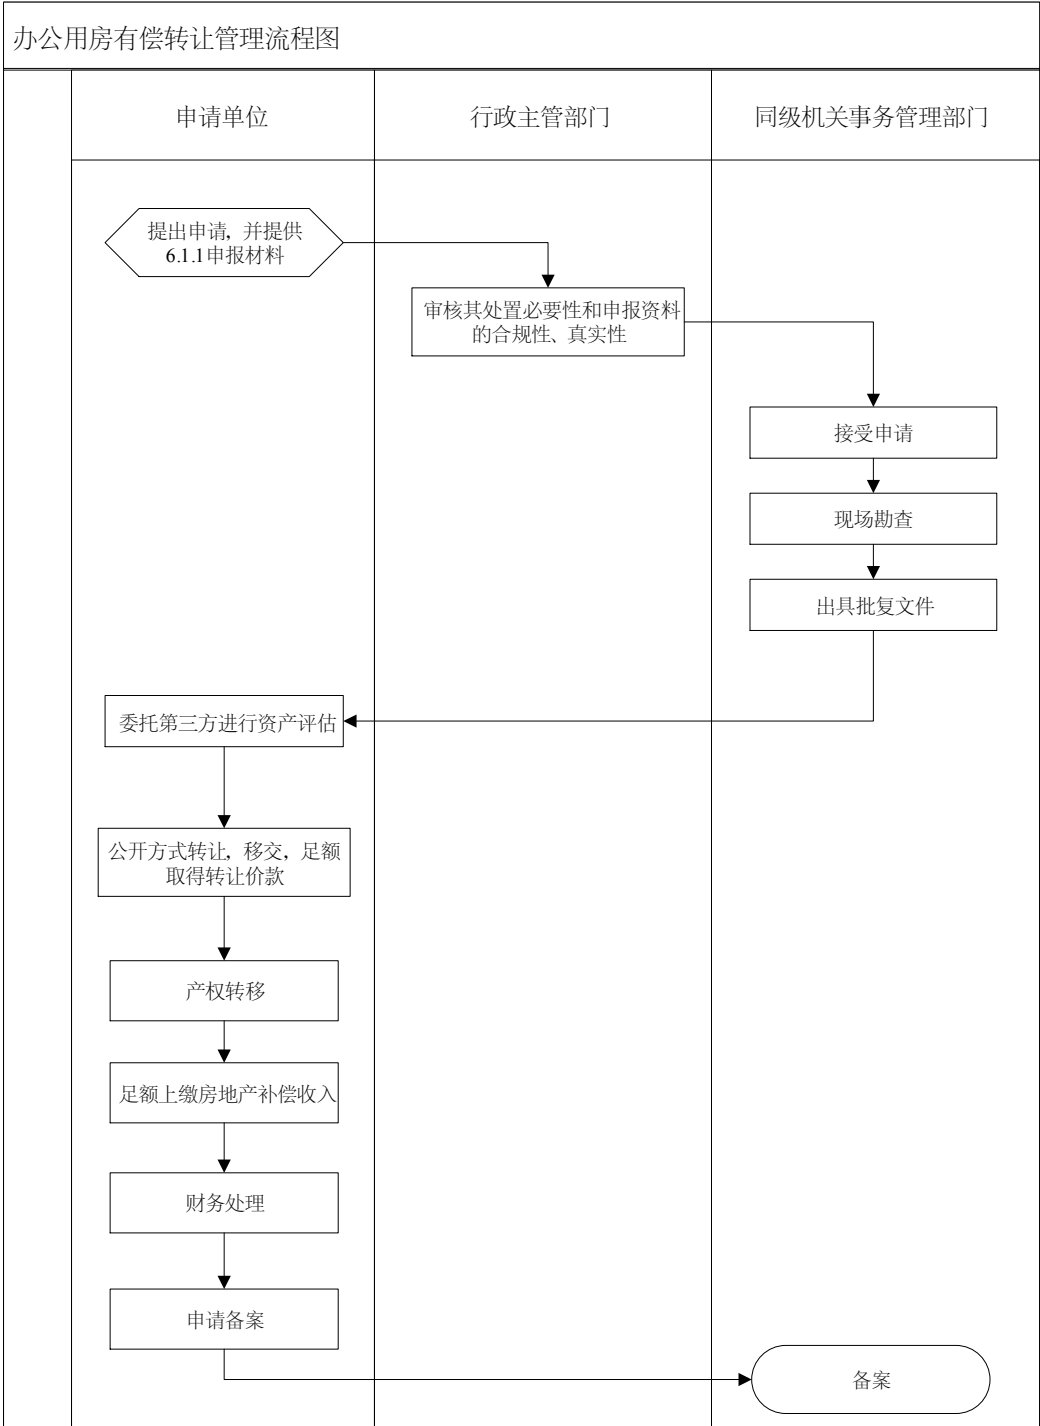 办公用房有偿转让管理流程图
申请单位
行政主管部门
同级机关事务管理部门
提出申请，并提供
6.1.1申报材料
审核其处置必要性和申报资料
的合规性、真实性
接受申请
现场勘查
出具批复文件
委托第三方进行资产评估
公开方式转让，移交，足额
取得转让价款
产权转移
足额上缴房地产补偿收入
财务处理
申请备案
备案